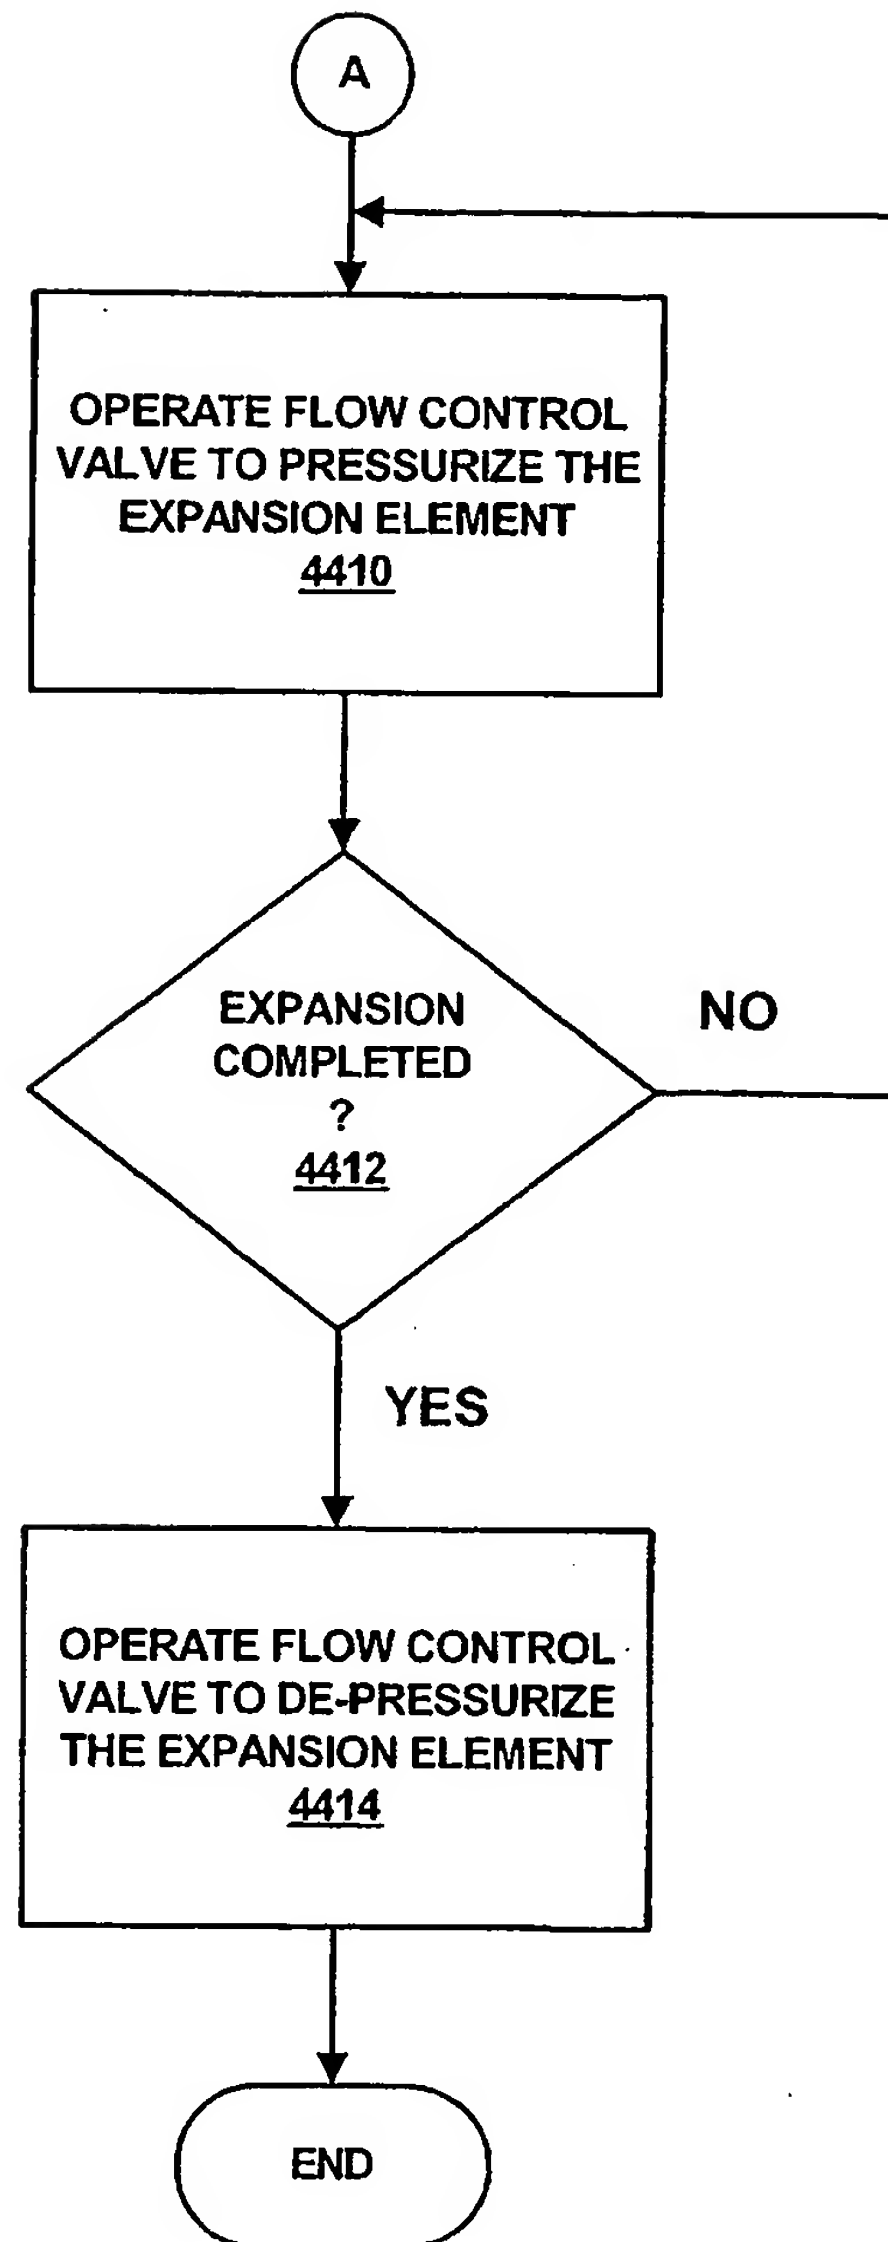 A
OPERATE FLOW CONTROL
VALVE TO PRESSURIZE THE
EXPANSION ELEMENT
4410
EXPANSION
COMPLETED
?
4412
NO
YES
OPERATE FLOW CONTROL
VALVE TO DE-PRESSURIZE
THE EXPANSION ELEMENT
4414
END